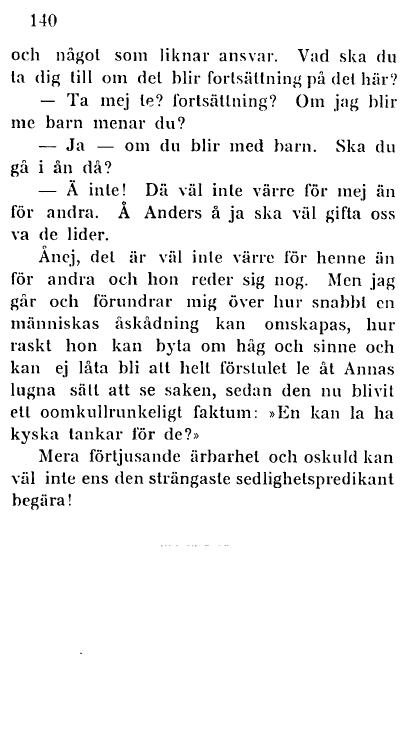 140
och något som liknar ansvar. Vad ska du
ta dig till om det blir fortsättning på det här?
— Ta mej te? fortsättning? Om jag blir
me barn menar du?
— Ja — om du blir med barn. Ska du
gå i ån då?
— Ä inte! Dä väl inte värre för mej än
för andra. Å Anders å ja ska väl gifta oss
va de lider.
Ånej, det är väl inte värre för henne än
för andra och hon reder sig nog. Men jag
går och förundrar mig över hur snabbt en
människas åskådning kan omskapas, hur
raskt hon kan byta om håg och sinne och
kan ej låta bli att helt förstulet le åt Annas
lugna sätt att se saken, sedan den nu blivit
ett oomkullrunkeligt faktum: »En kan la ha
kyska tankar för de?»
Mera förtjusande ärbarhet och oskuld kan
väl inte ens den strängaste sedlighetspredikant
begära!